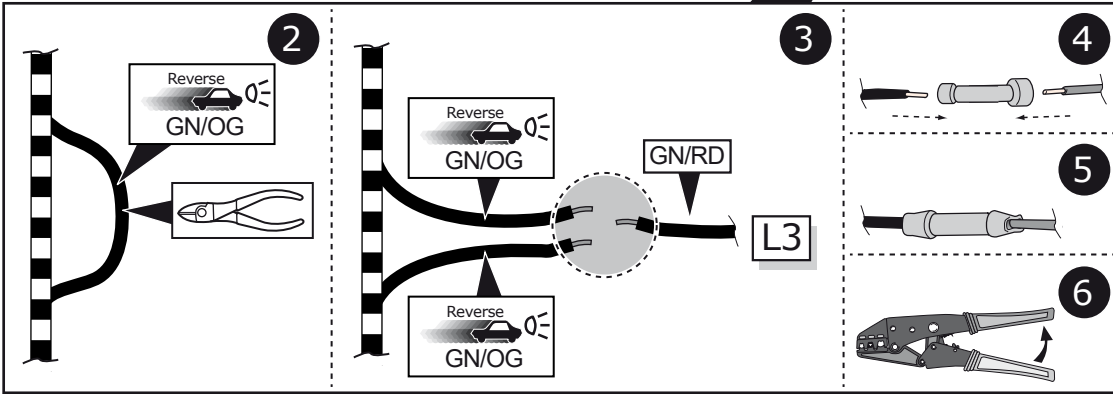 2
Reverse
GN/OG
3
Reverse
GN/OG
GN/RD
L3
Reverse
GN/OG
4
5
6